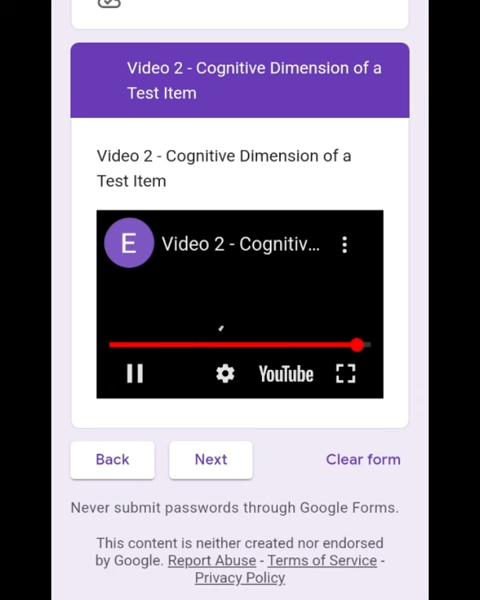 Video 2 - Cognitive Dimension of a
Test Item
Video 2 - Cognitive Dimension of a
Test Item
E
Video 2 - Cognitiv...
YouTube
Back
Next
Clear form
Never submit passwords through Google Forms.
This content is neither created nor endorsed
by Google. Report Abuse - Terms of Service -
Privacy Policy